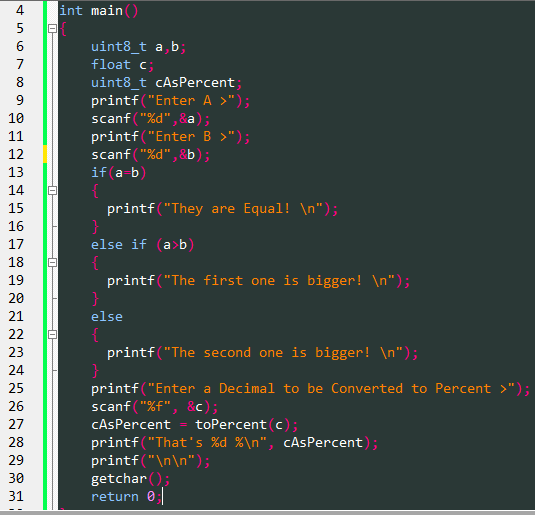 4 int main()
5 {
6 uint8_t a,b;
7 float c;
8 uint8_t cAsPercent;
9 printf("Enter A >");
10 scanf("%d",&a);
11 printf("Enter B >");
12 scanf("%d",&b);
13 if(a=b)
14 {
15 printf("They are Equal! \n");
16 }
17 else if (a>b)
18 {
19 printf("The first one is bigger! \n");
20 }
21 else
22 {
23 printf("The second one is bigger! \n");
24 }
25 printf("Enter a Decimal to be Converted to Percent >");
26 scanf("%f", &c);
27 cAsPercent = toPercent(c);
28 printf("That's %d %\n", cAsPercent);
29 printf("\n\n");
30 getchar();
31 return 0;